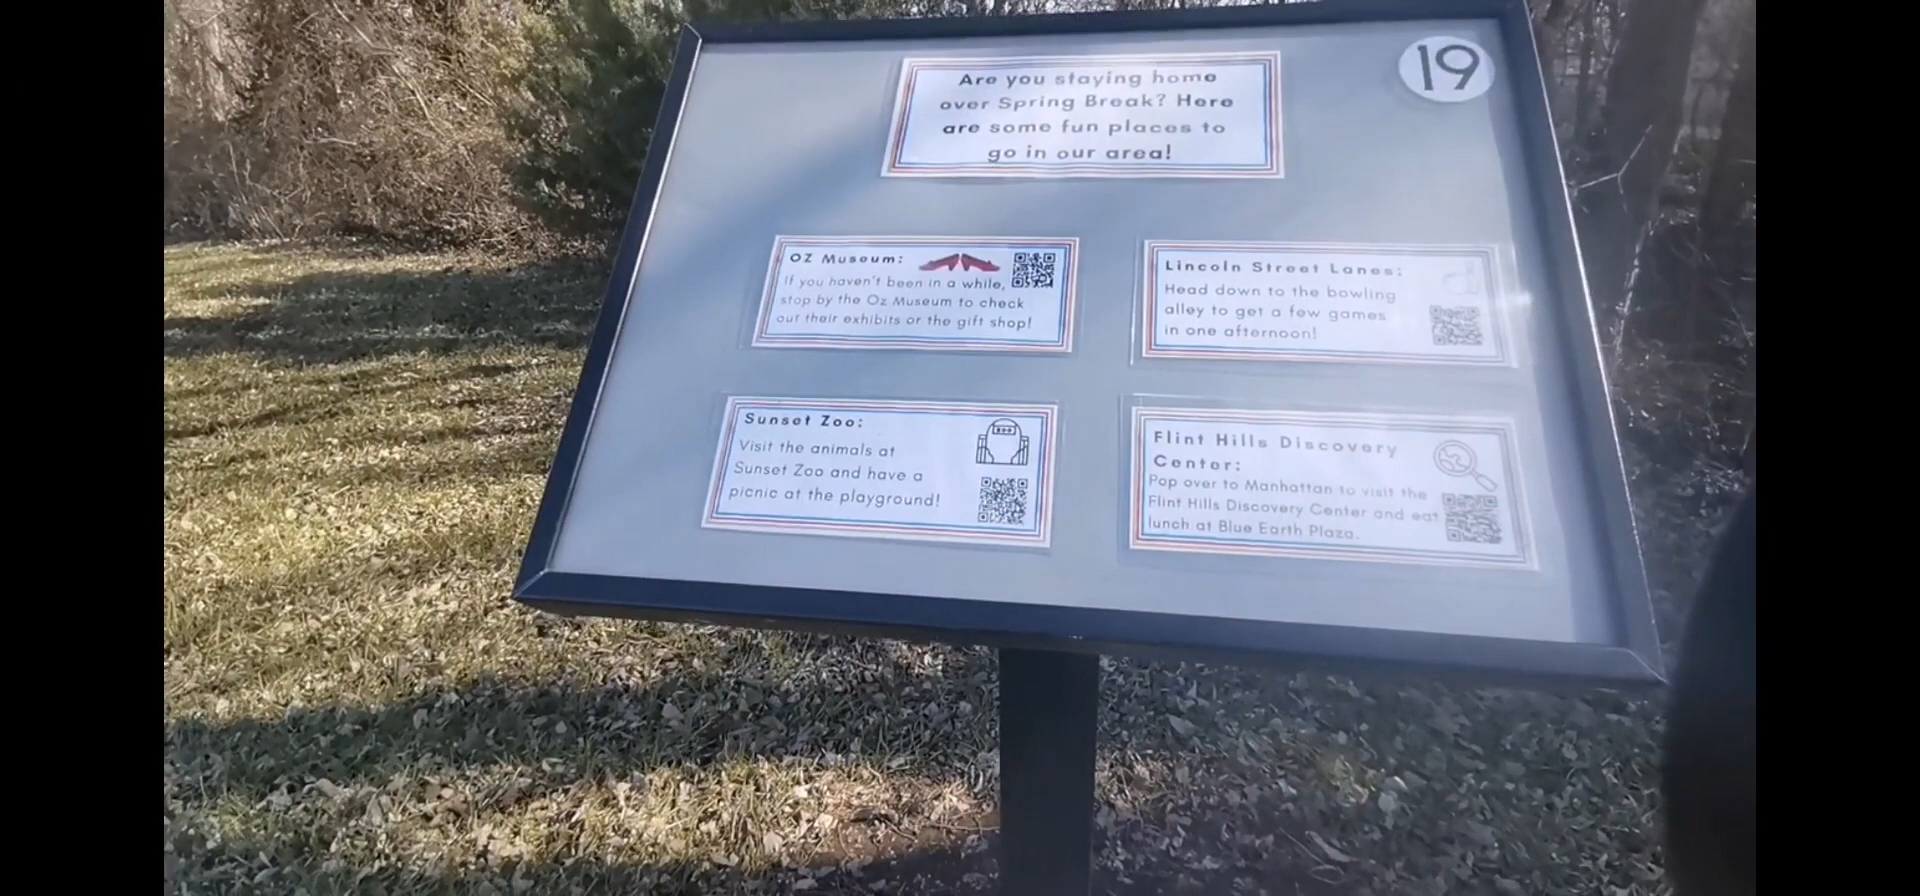 19
Are you staying home
over Spring Break? Here
are some fun places to
go in our area!
OZ Museum:
If you haven't been in a while,
stop by the Oz Museum to check
out their exhibits or the gift shop!
Lincoln Street Lanes:
Head down to the bowling
alley to get a few games
in one afternoon!
Sunset Zoo:
Visit the animals at
Sunset Zoo and have a
picnic at the playground!
ZOO
Flint Hills Discovery
Center:
Pop over to Manhattan to visit the
Flint Hills Discovery Center and eat
lunch at Blue Earth Plaza.